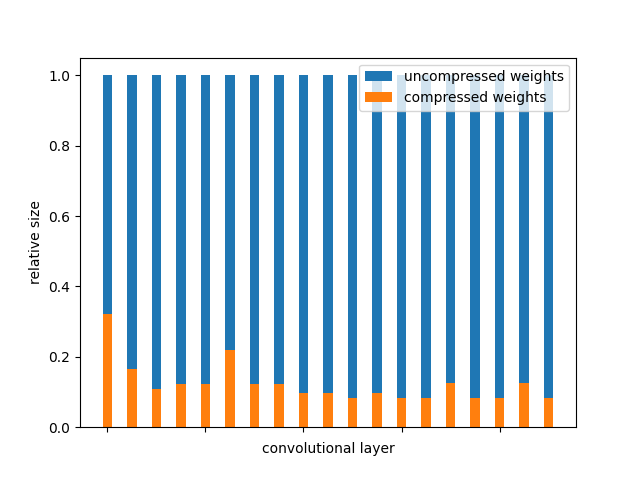 uncompressed weights
compressed weights
1.0
0.8
0.6
0.4
0.2
0.0
relative size
convolutional layer